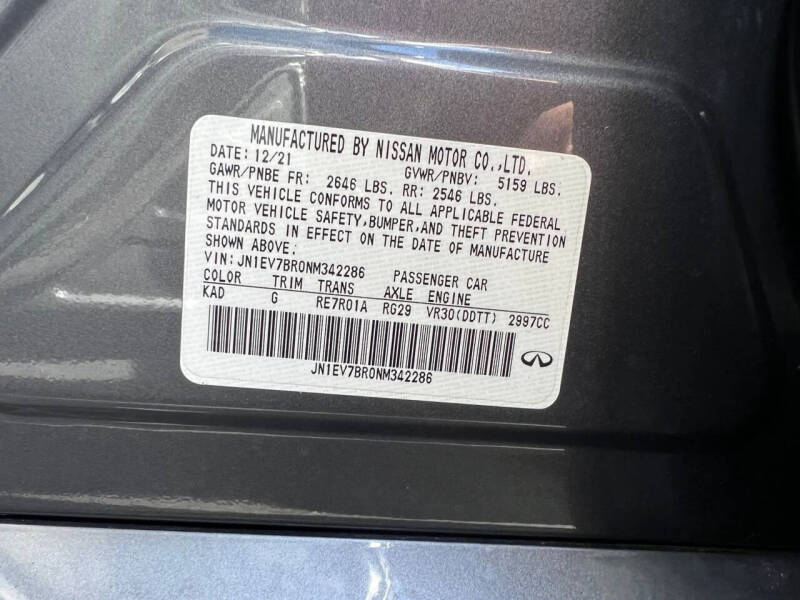 MANUFACTURED BY NISSAN MOTOR CO.,LTD.
DATE: 12/21 GVWR/PNBV: 5159 LBS.
GAWR/PNBE FR: 2646 LBS. RR: 2546 LBS.
THIS VEHICLE CONFORMS TO ALL APPLICABLE FEDERAL
MOTOR VEHICLE SAFETY,BUMPER,AND THEFT PREVENTION
STANDARDS IN EFFECT ON THE DATE OF MANUFACTURE
SHOWN ABOVE.
VIN: JN1EV7BR0NM342286 PASSENGER CAR
COLOR TRIM TRANS AXLE ENGINE
KAD G RE7R01A RG29 VR30(DDTT) 2997CC
JN1EV7BR0NM342286